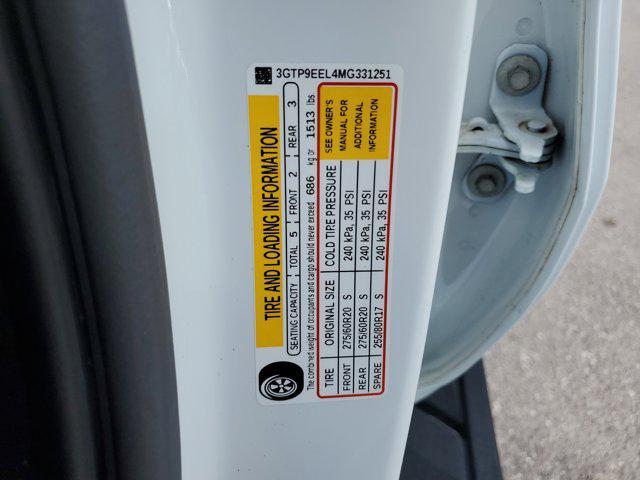 3GTP9EEL4MG331251
TIRE AND LOADING INFORMATION
SEATING CAPACITY TOTAL 5 FRONT 2 REAR 3
The combined weight of occupants and cargo should never exceed 686 kg or 1513 lbs
TIRE ORIGINAL SIZE COLD TIRE PRESSURE SEE OWNER'S
FRONT 275/60R20 S 240 kPa, 35 PSI MANUAL FOR
REAR 275/60R20 S 240 kPa, 35 PSI ADDITIONAL
SPARE 255/80R17 S 240 kPa, 35 PSI INFORMATION